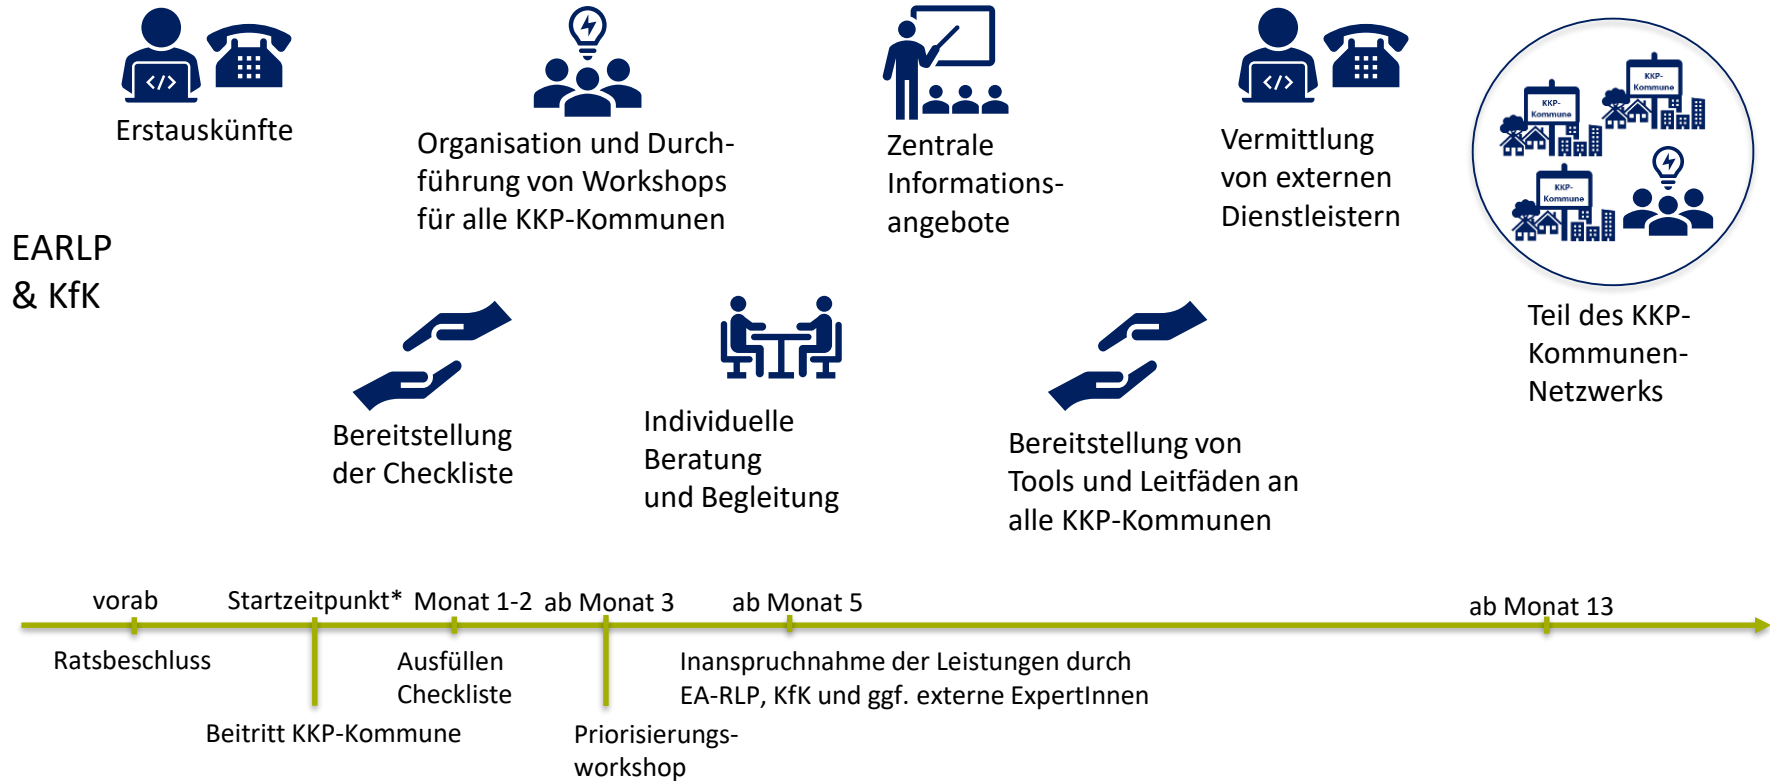 </>
Erstauskünfte
Organisation und Durch-
führung von Workshops
für alle KKP-Kommunen
Zentrale
Informations-
angebote
</>
Vermittlung
von externen
Dienstleistern
KKP-
Kommune
KKP-
Kommune
KKP-
Kommune
Teil des KKP-
Kommunen-
Netzwerks
EARLP
& KfK
Bereitstellung
der Checkliste
Individuelle
Beratung
und Begleitung
Bereitstellung von
Tools und Leitfäden an
alle KKP-Kommunen
vorab
Startzeitpunkt*
Monat 1-2
ab Monat 3
ab Monat 5
ab Monat 13
Ratsbeschluss
Beitritt KKP-Kommune
Ausfüllen
Checkliste
Priorisierungs-
workshop
Inanspruchnahme der Leistungen durch
EA-RLP, KfK und ggf. externe ExpertInnen